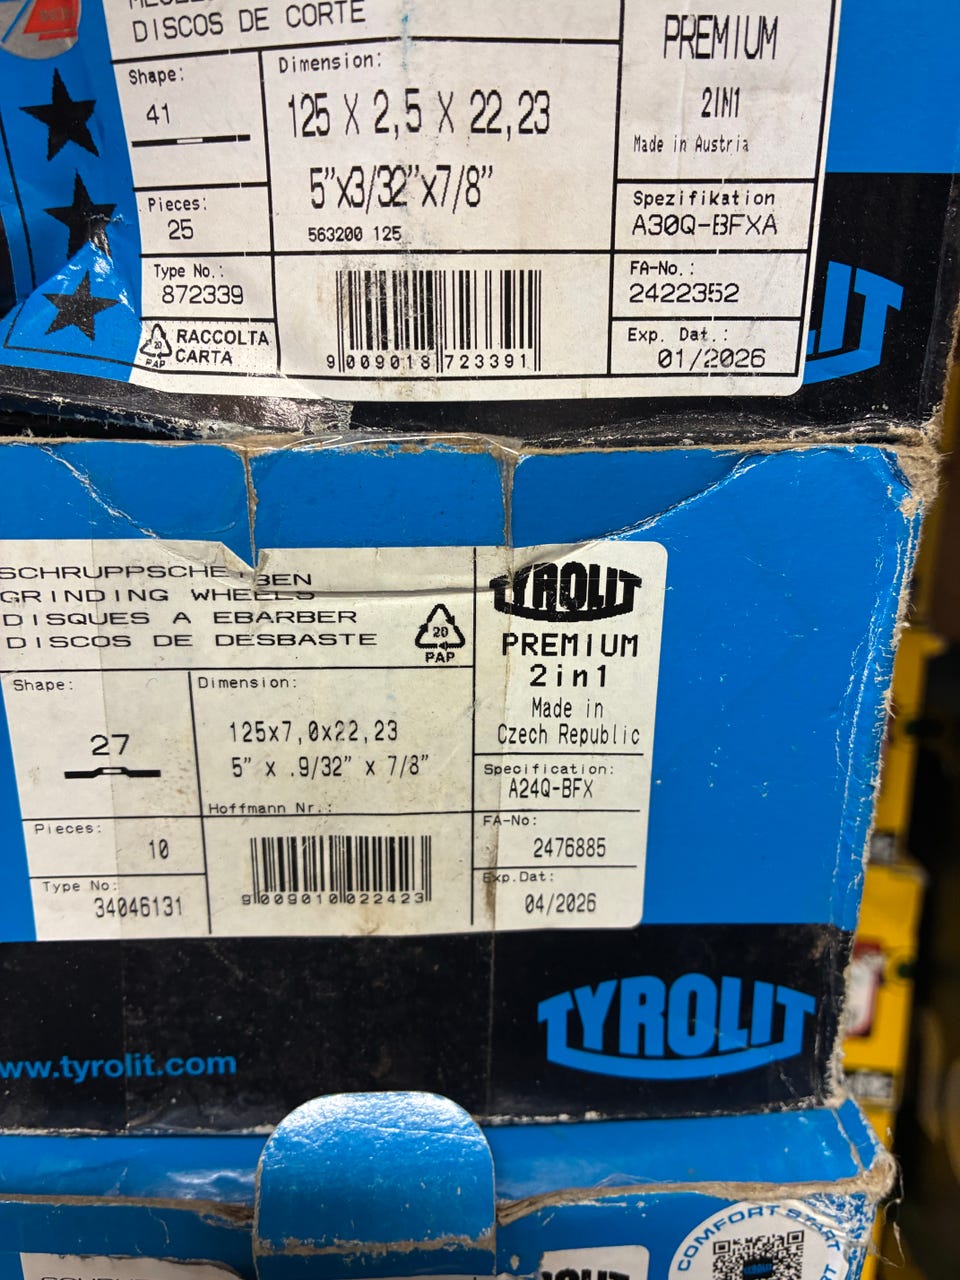 DISCOS DE CORTE
PREMIUM
2IN1
Made in Austria
Shape:
41
Dimension:
125 X 2,5 X 22,23
5"x3/32"x7/8"
563200 125
Pieces:
25
Spezifikation
A30Q-BFXA
Type No.:
872339
FA-No.:
2422352
RACCOLTA
CARTA
20
PAP
9 009018 723391
Exp. Dat.:
01/2026
SCHRUPPSCHEIBEN
GRINDING WHEELS
DISQUES A EBARBER
DISCOS DE DESBASTE
20
PAP
TYROLIT
PREMIUM
2in1
Made in
Czech Republic
Shape:
27
Dimension:
125x7,0x22,23
5" x .9/32" x 7/8"
Hoffmann Nr.:
Specification:
A24Q-BFX
Pieces:
10
FA-No:
2476885
Type No:
34046131
9 009010 022423
Exp.Dat:
04/2026
TYROLIT
www.tyrolit.com
COMFORT START